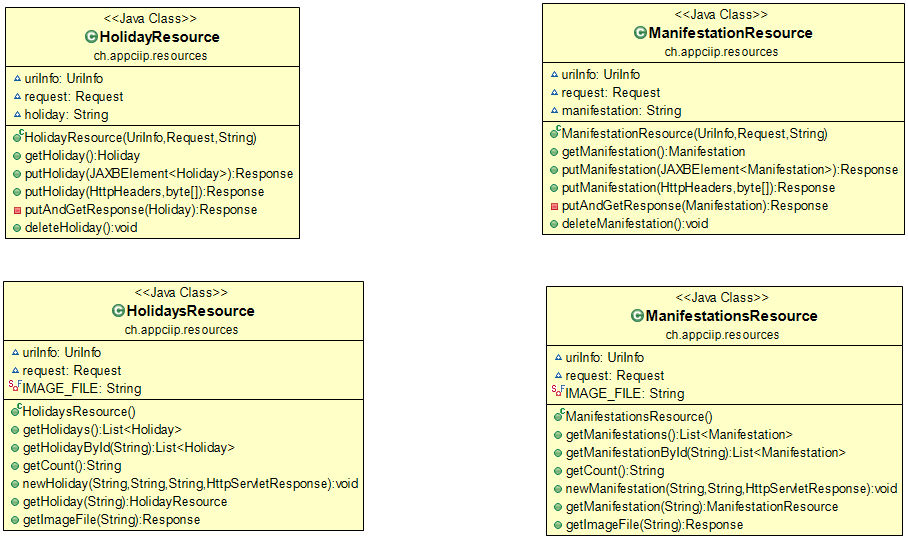 <<Java Class>>
HolidayResource
ch.appciip.resources
uriInfo: UriInfo
request: Request
holiday: String
HolidayResource(UriInfo,Request,String)
getHoliday():Holiday
putHoliday(JAXBElement<Holiday>):Response
putHoliday(HttpHeaders,byte[]):Response
putAndGetResponse(Holiday):Response
deleteHoliday():void
<<Java Class>>
ManifestationResource
ch.appciip.resources
uriInfo: UriInfo
request: Request
manifestation: String
ManifestationResource(UriInfo,Request,String)
getManifestation():Manifestation
putManifestation(JAXBElement<Manifestation>):Response
putManifestation(HttpHeaders,byte[]):Response
putAndGetResponse(Manifestation):Response
deleteManifestation():void
<<Java Class>>
HolidaysResource
ch.appciip.resources
uriInfo: UriInfo
request: Request
IMAGE_FILE: String
HolidaysResource()
getHolidays():List<Holiday>
getHolidayById(String):List<Holiday>
getCount():String
newHoliday(String,String,String,HttpServletResponse):void
getHoliday(String):HolidayResource
getImageFile(String):Response
<<Java Class>>
ManifestationsResource
ch.appciip.resources
uriInfo: UriInfo
request: Request
IMAGE_FILE: String
ManifestationsResource()
getManifestations():List<Manifestation>
getManifestationById(String):List<Manifestation>
getCount():String
newManifestation(String,String,HttpServletResponse):void
getManifestation(String):ManifestationResource
getImageFile(String):Response